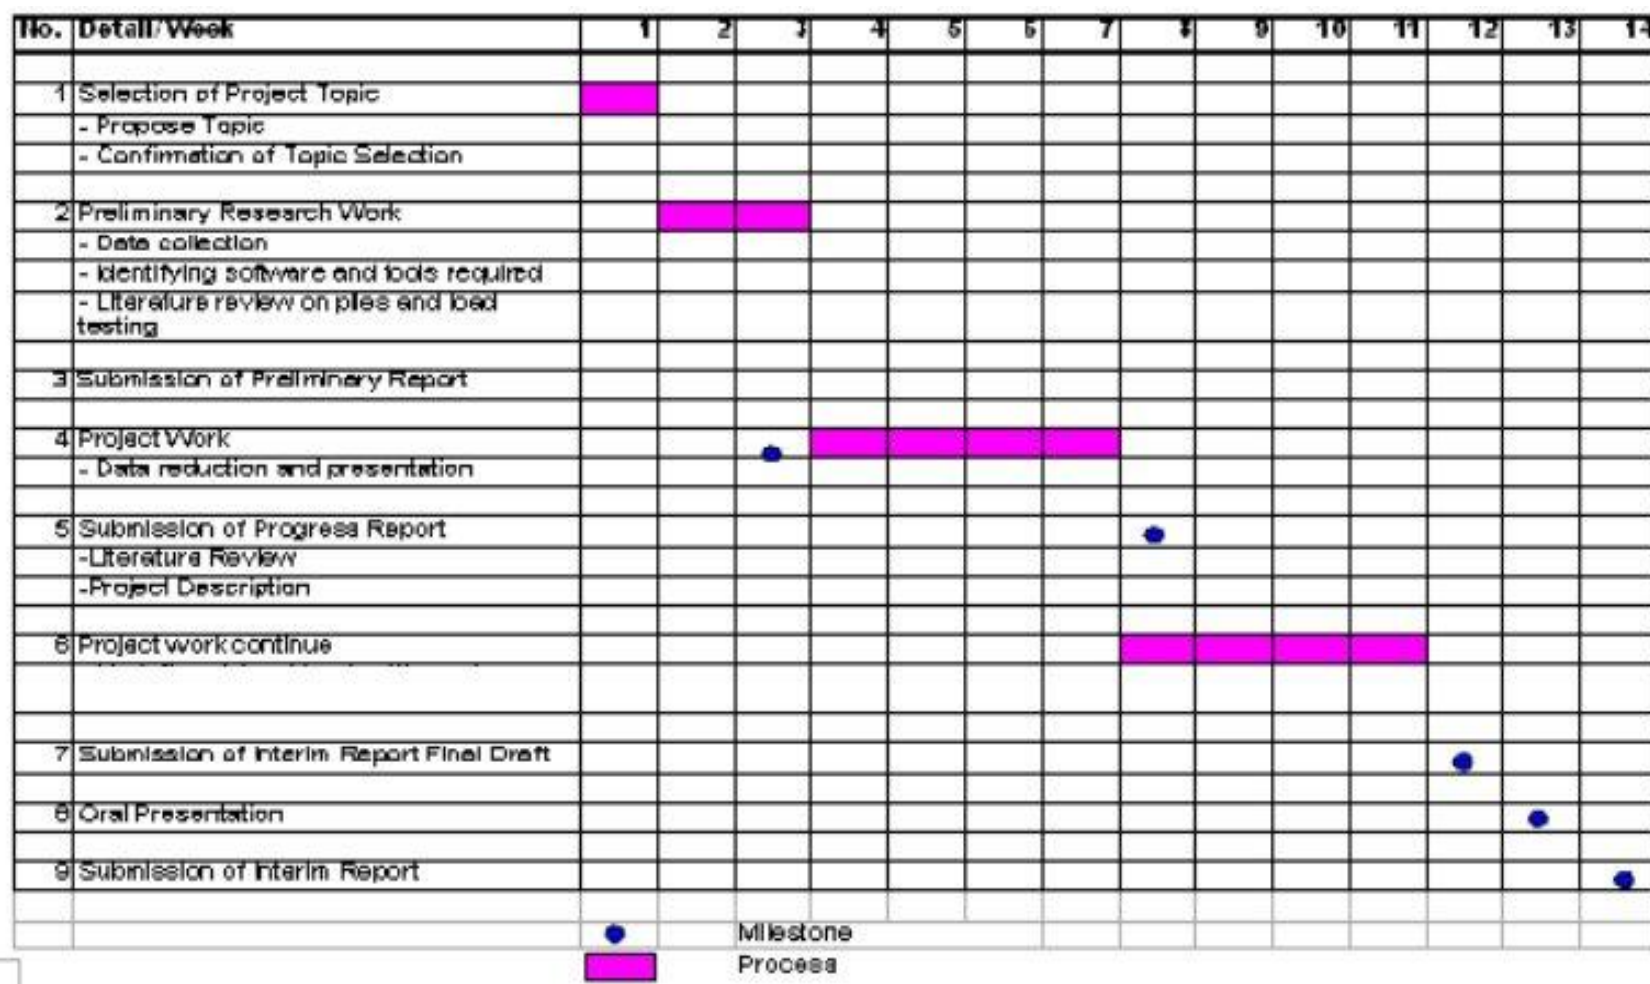 No. Detail/Week 1 2 3 4 5 6 7 8 9 10 11 12 13
1 Selection of Project Topic
- Propose Topic
- Confirmation of Topic Selection
2 Preliminary Research Work
- Data collection
- Identifying software and tools required
- Literature review on piles and load
testing
3 Submission of Preliminary Report
4 Project Work
- Data reduction and presentation
5 Submission of Progress Report
-Literature Review
-Project Description
6 Project work continue
7 Submission of Interim Report Final Draft
8 Oral Presentation
9 Submission of Interim Report
Milestone
Process